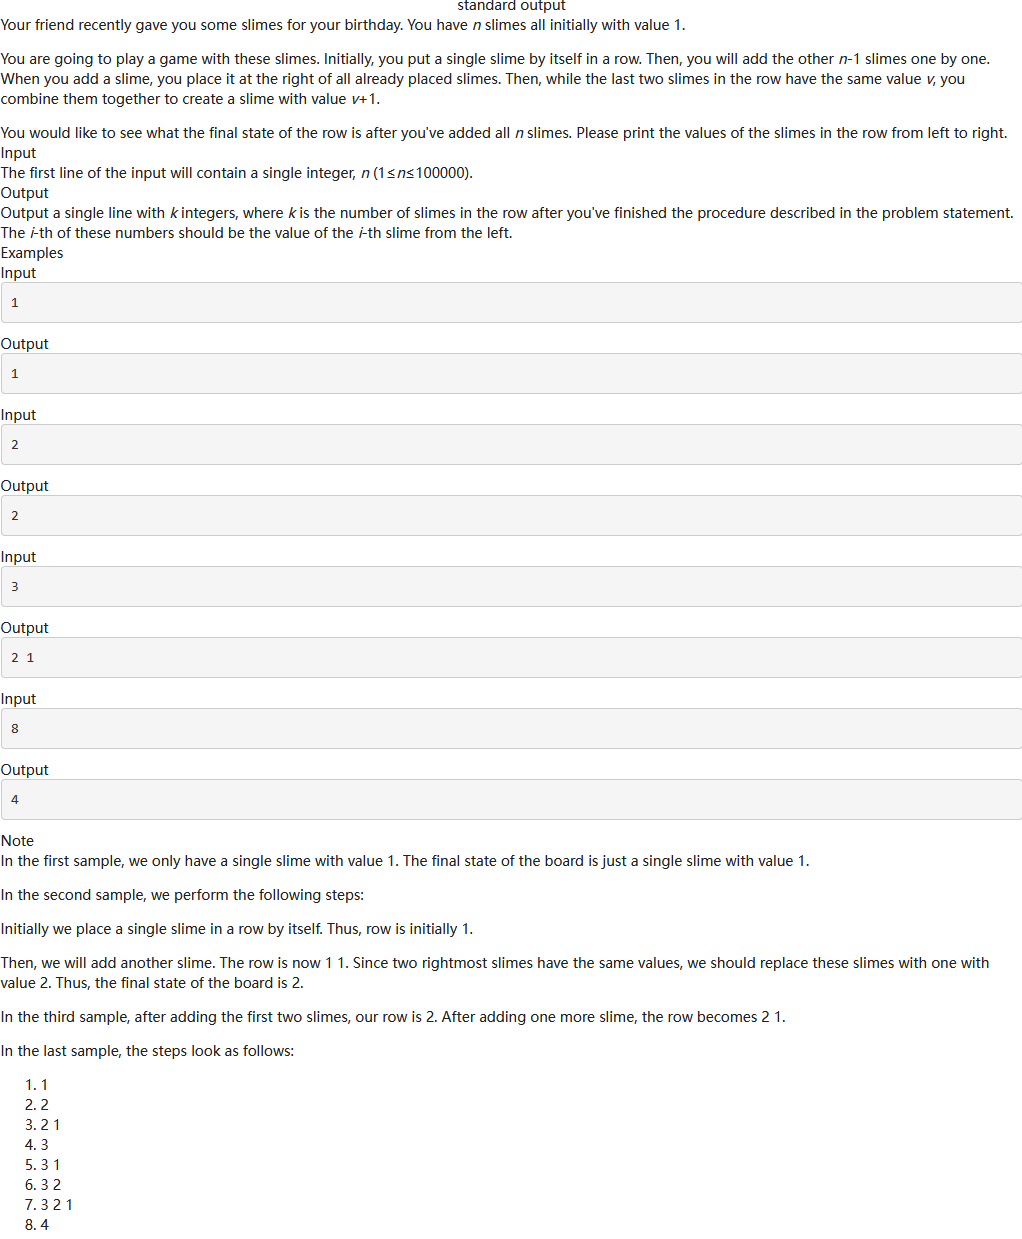 standard output
Your friend recently gave you some slimes for your birthday. You have n slimes all initially with value 1.
You are going to play a game with these slimes. Initially, you put a single slime by itself in a row. Then, you will add the other n-1 slimes one by one.
When you add a slime, you place it at the right of all already placed slimes. Then, while the last two slimes in the row have the same value v, you
combine them together to create a slime with value v+1.
You would like to see what the final state of the row is after you've added all n slimes. Please print the values of the slimes in the row from left to right.
Input
The first line of the input will contain a single integer, n (1≤n≤100000).
Output
Output a single line with k integers, where k is the number of slimes in the row after you've finished the procedure described in the problem statement.
The i-th of these numbers should be the value of the i-th slime from the left.
Examples
Input
1
Output
1
Input
2
Output
2
Input
3
Output
2 1
Input
8
Output
4
Note
In the first sample, we only have a single slime with value 1. The final state of the board is just a single slime with value 1.
In the second sample, we perform the following steps:
Initially we place a single slime in a row by itself. Thus, row is initially 1.
Then, we will add another slime. The row is now 1 1. Since two rightmost slimes have the same values, we should replace these slimes with one with
value 2. Thus, the final state of the board is 2.
In the third sample, after adding the first two slimes, our row is 2. After adding one more slime, the row becomes 2 1.
In the last sample, the steps look as follows:
1. 1
2. 2
3. 2 1
4. 3
5. 3 1
6. 3 2
7. 3 2 1
8. 4